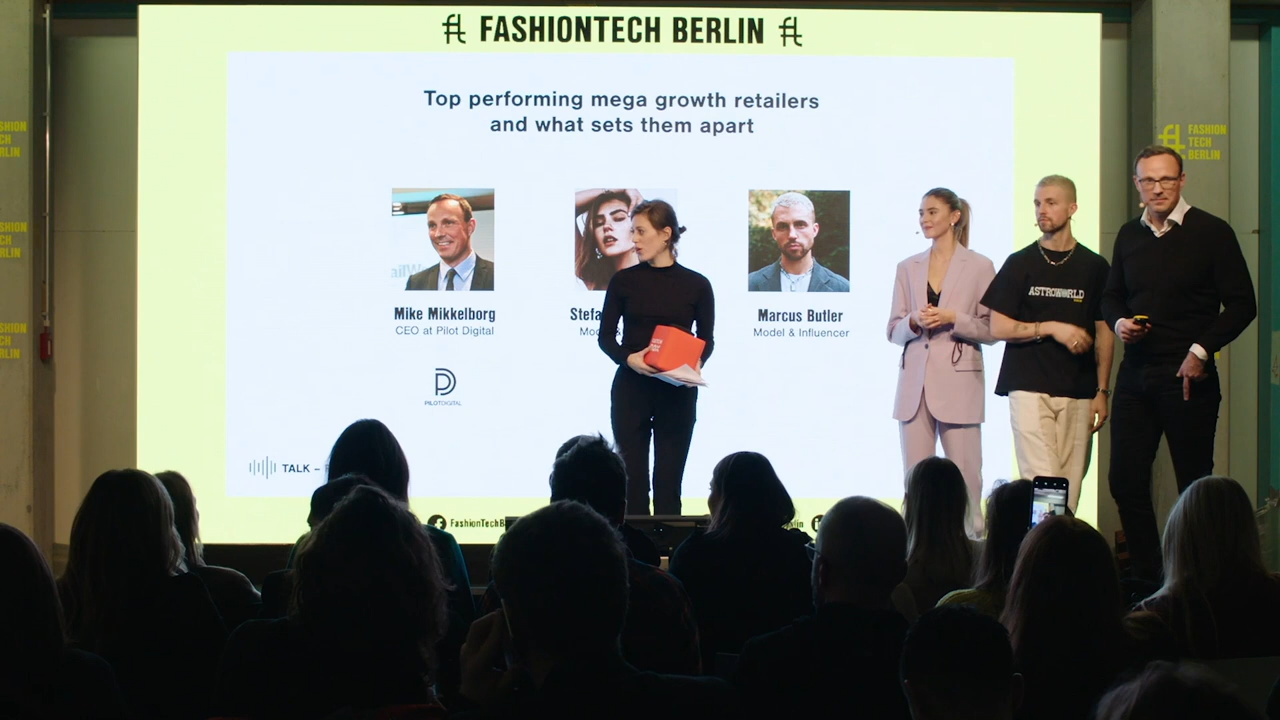 FASHIONTECH BERLIN
Top performing mega growth retailers
and what sets them apart
Mike Mikkelborg
CEO at Pilot Digital
Marcus Butler
Model & Influencer
PILOTDIGITAL
TALK –
FASHION
TECH
BERLIN
ASTROWORLD